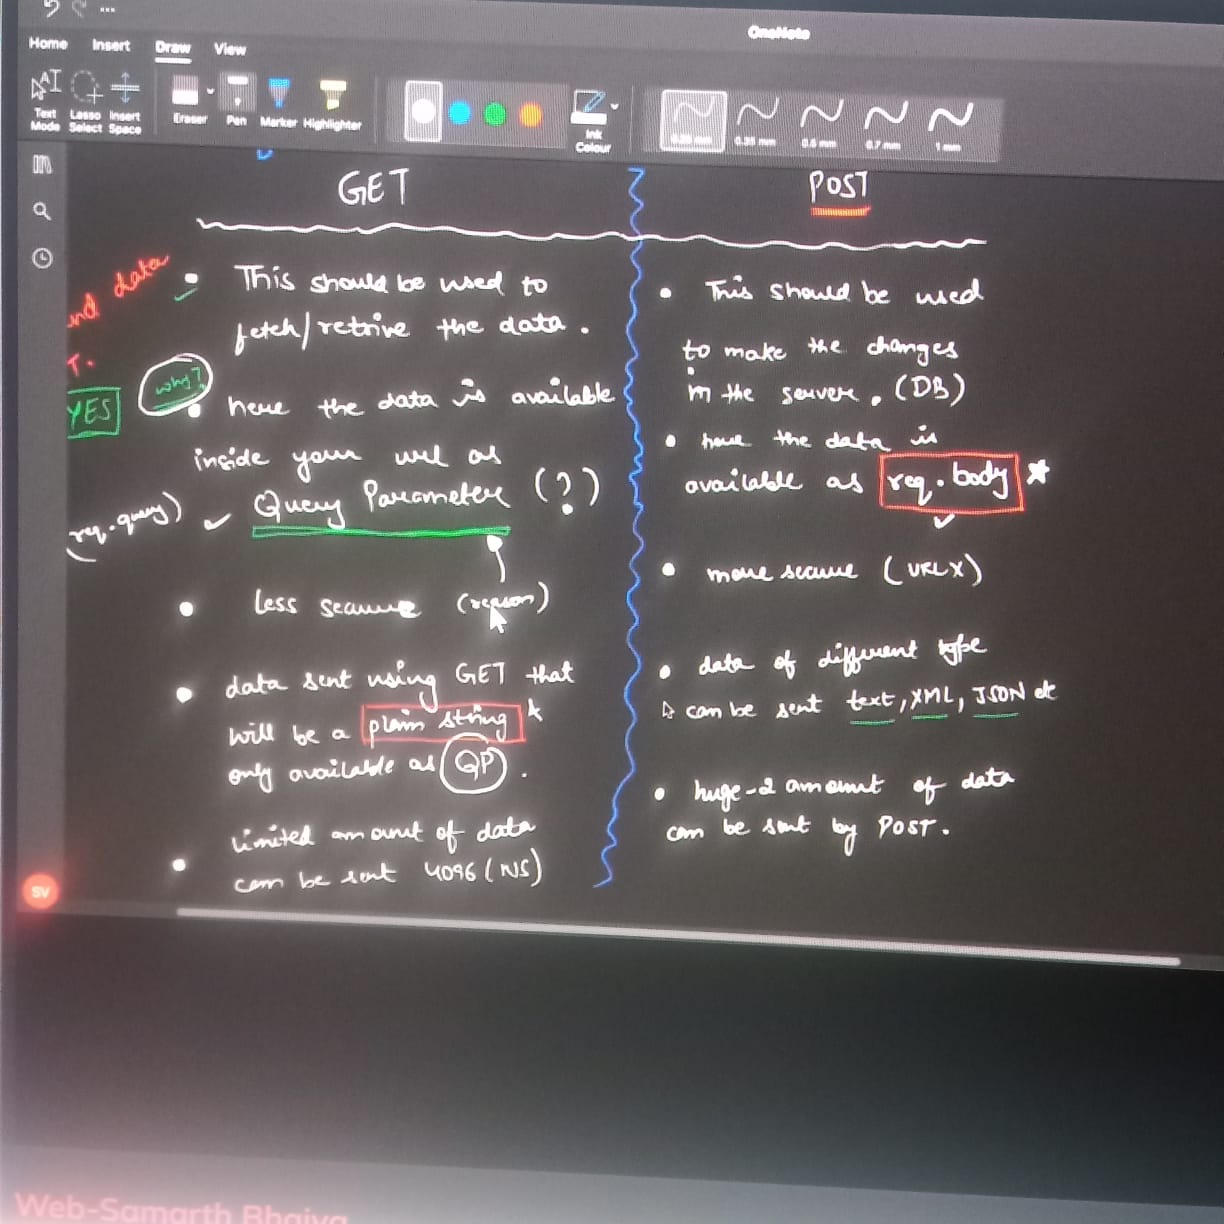 OneNote
Home Insert Draw View
Text Mode
Lasso Select
Insert Space
Eraser
Pen
Marker
Highlighter
Ink Colour
0.35 mm
0.5 mm
0.7 mm
1 mm
GET
This should be used to
fetch/retrive the data.
why?
here the data is available
inside your url as
Query Parameter (?)
(req.query)
Less secure (reason)
data sent using GET that
will be a plain string
only available as QP.
Limited amount of data
can be sent 4096 (NS)
data
T.
YES
POST
This should be used
to make the changes
in the server. (DB)
here the data is
available as req.body *
more secure (URL X)
data of different type
can be sent text, XML, JSON etc
huge-2 amount of data
can be sent by POST.
SV
Web-Samarth Bhaiya